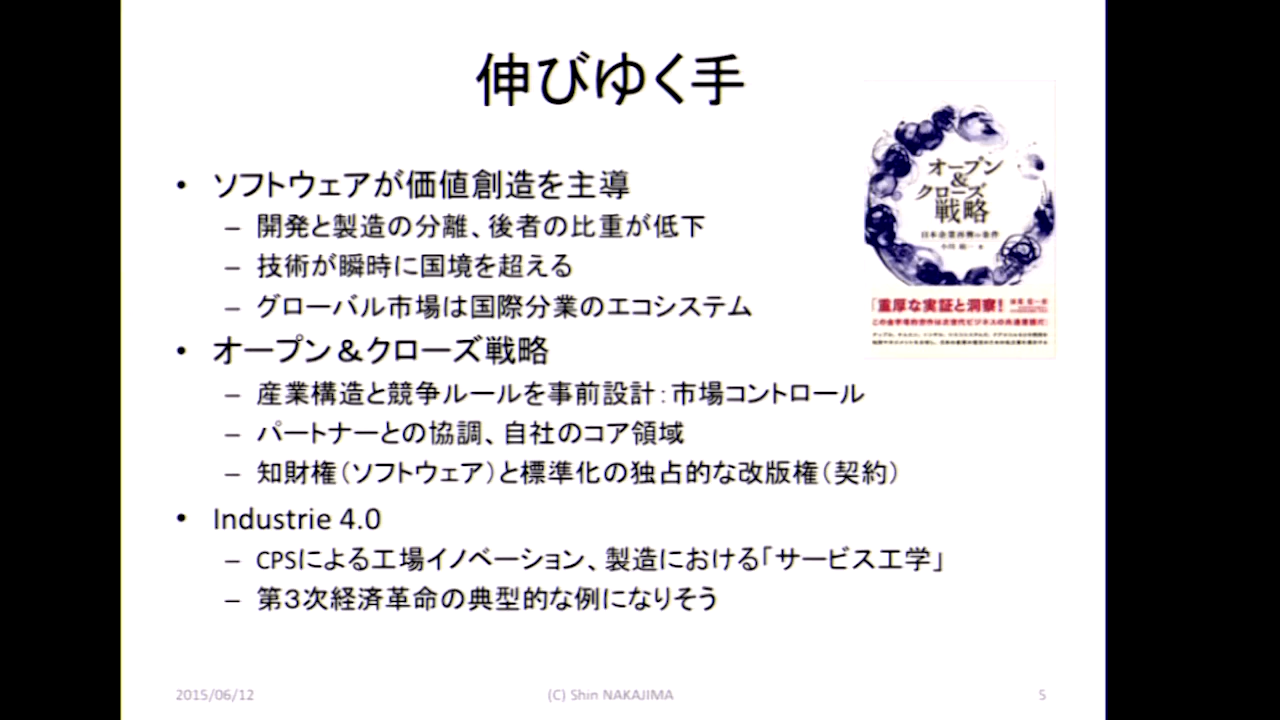 伸びゆく手
• ソフトウェアが価値創造を主導
– 開発と製造の分離、後者の比重が低下
– 技術が瞬時に国境を超える
– グローバル市場は国際分業のエコシステム
• オープン＆クローズ戦略
– 産業構造と競争ルールを事前設計：市場コントロール
– パートナーとの協調、自社のコア領域
– 知財権（ソフトウェア）と標準化の独占的な改版権（契約）
• Industrie 4.0
– CPSによる工場イノベーション、製造における「サービス工学」
– 第３次経済革命の典型的な例になりそう
オープン
&
クローズ
戦略
日本企業再興の条件
「重厚な実証と洞察!
2015/06/12
(C) Shin NAKAJIMA
5